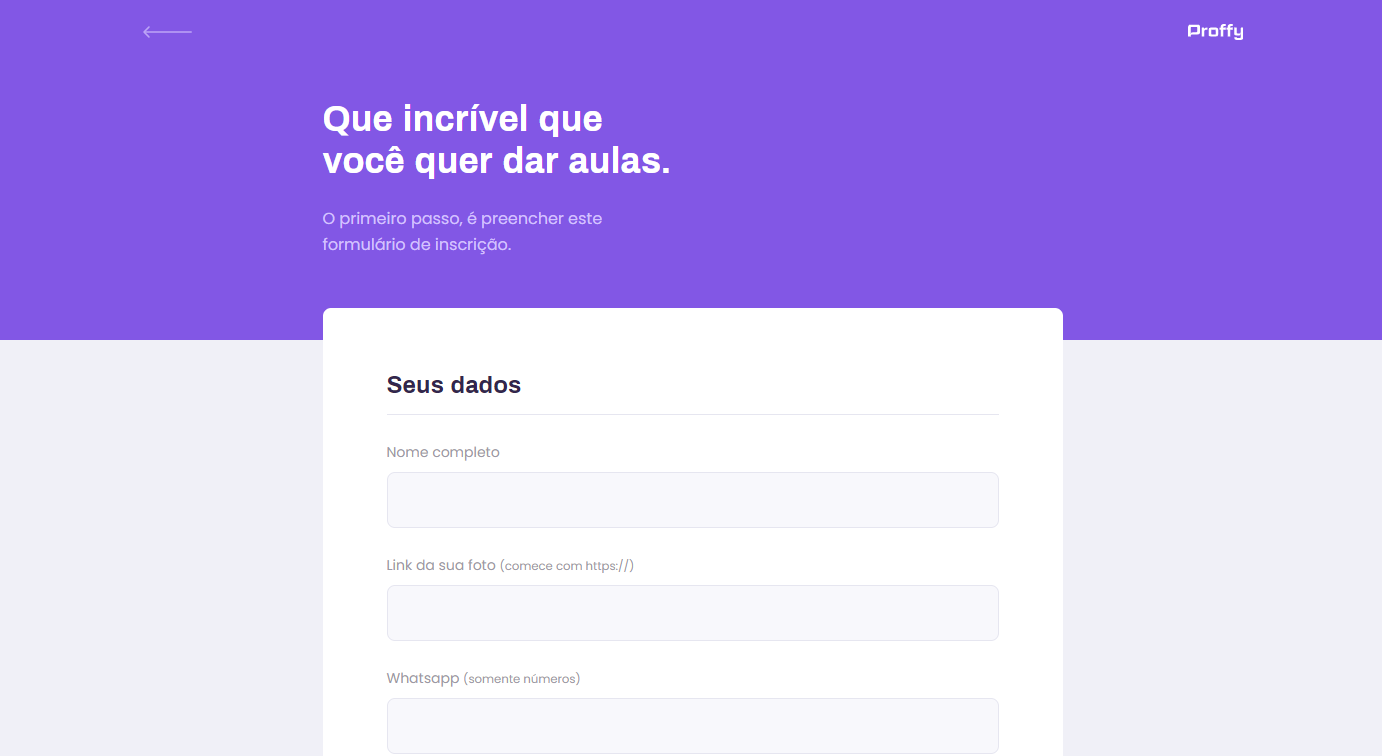 Proffy
Que incrível que
você quer dar aulas.
O primeiro passo, é preencher este
formulário de inscrição.
Seus dados
Nome completo
Link da sua foto (comece com https://)
Whatsapp (somente números)